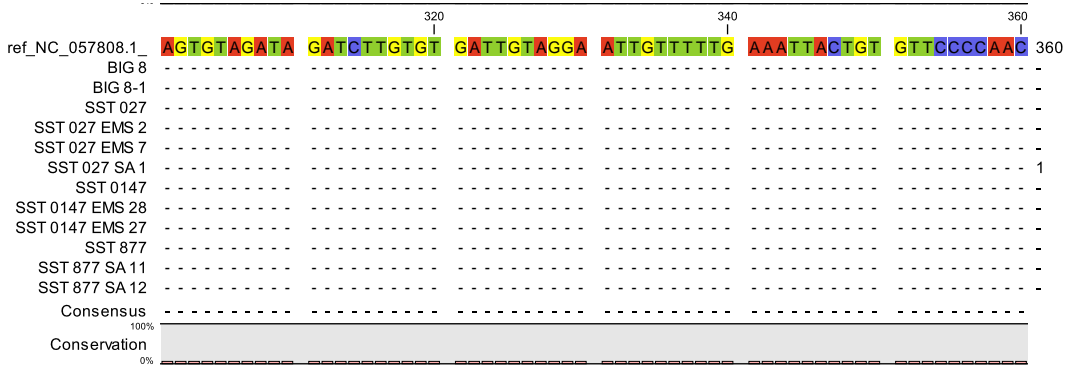 320 340 360
ref_NC_057808.1_ AGTGTAGATA GATCTTGTGT GATTGTAGGA ATTGTTTTTG AAATTACTGT GTTCCCCAAC 360
BIG 8 - - - - - - - - - - - - - - - - - - - - - - - - - - - - - - - - - - - - - - - - - - - - - - - - - - - - - - - - - - - - -
BIG 8-1 - - - - - - - - - - - - - - - - - - - - - - - - - - - - - - - - - - - - - - - - - - - - - - - - - - - - - - - - - - - - -
SST 027 - - - - - - - - - - - - - - - - - - - - - - - - - - - - - - - - - - - - - - - - - - - - - - - - - - - - - - - - - - - - -
SST 027 EMS 2 - - - - - - - - - - - - - - - - - - - - - - - - - - - - - - - - - - - - - - - - - - - - - - - - - - - - - - - - - - - - -
SST 027 EMS 7 - - - - - - - - - - - - - - - - - - - - - - - - - - - - - - - - - - - - - - - - - - - - - - - - - - - - - - - - - - - - -
SST 027 SA 1 - - - - - - - - - - - - - - - - - - - - - - - - - - - - - - - - - - - - - - - - - - - - - - - - - - - - - - - - - - - - 1
SST 0147 - - - - - - - - - - - - - - - - - - - - - - - - - - - - - - - - - - - - - - - - - - - - - - - - - - - - - - - - - - - - -
SST 0147 EMS 28 - - - - - - - - - - - - - - - - - - - - - - - - - - - - - - - - - - - - - - - - - - - - - - - - - - - - - - - - - - - - -
SST 0147 EMS 27 - - - - - - - - - - - - - - - - - - - - - - - - - - - - - - - - - - - - - - - - - - - - - - - - - - - - - - - - - - - - -
SST 877 - - - - - - - - - - - - - - - - - - - - - - - - - - - - - - - - - - - - - - - - - - - - - - - - - - - - - - - - - - - - -
SST 877 SA 11 - - - - - - - - - - - - - - - - - - - - - - - - - - - - - - - - - - - - - - - - - - - - - - - - - - - - - - - - - - - - -
SST 877 SA 12 - - - - - - - - - - - - - - - - - - - - - - - - - - - - - - - - - - - - - - - - - - - - - - - - - - - - - - - - - - - - -
Consensus - - - - - - - - - - - - - - - - - - - - - - - - - - - - - - - - - - - - - - - - - - - - - - - - - - - - - - - - - - - -
100%
Conservation
0%